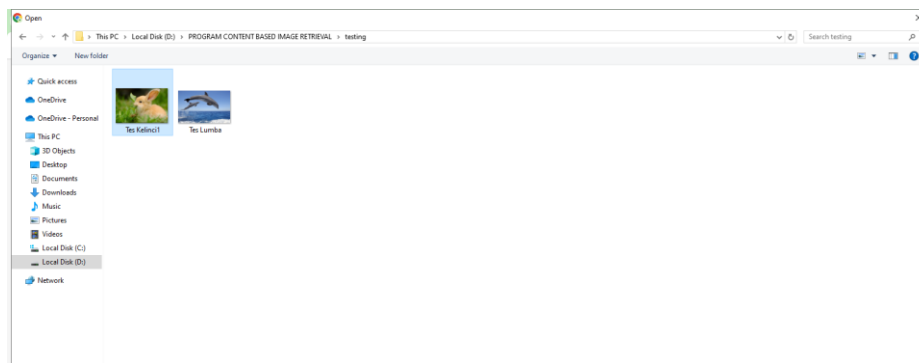 Open
This PC > Local Disk (D:) > PROGRAM CONTENT BASED IMAGE RETRIEVAL > testing
Search testing
Organize
New folder
Quick access
OneDrive
OneDrive - Personal
This PC
3D Objects
Desktop
Documents
Downloads
Music
Pictures
Videos
Local Disk (C:)
Local Disk (D:)
Network
Tes Kelinci1
Tes Lumba